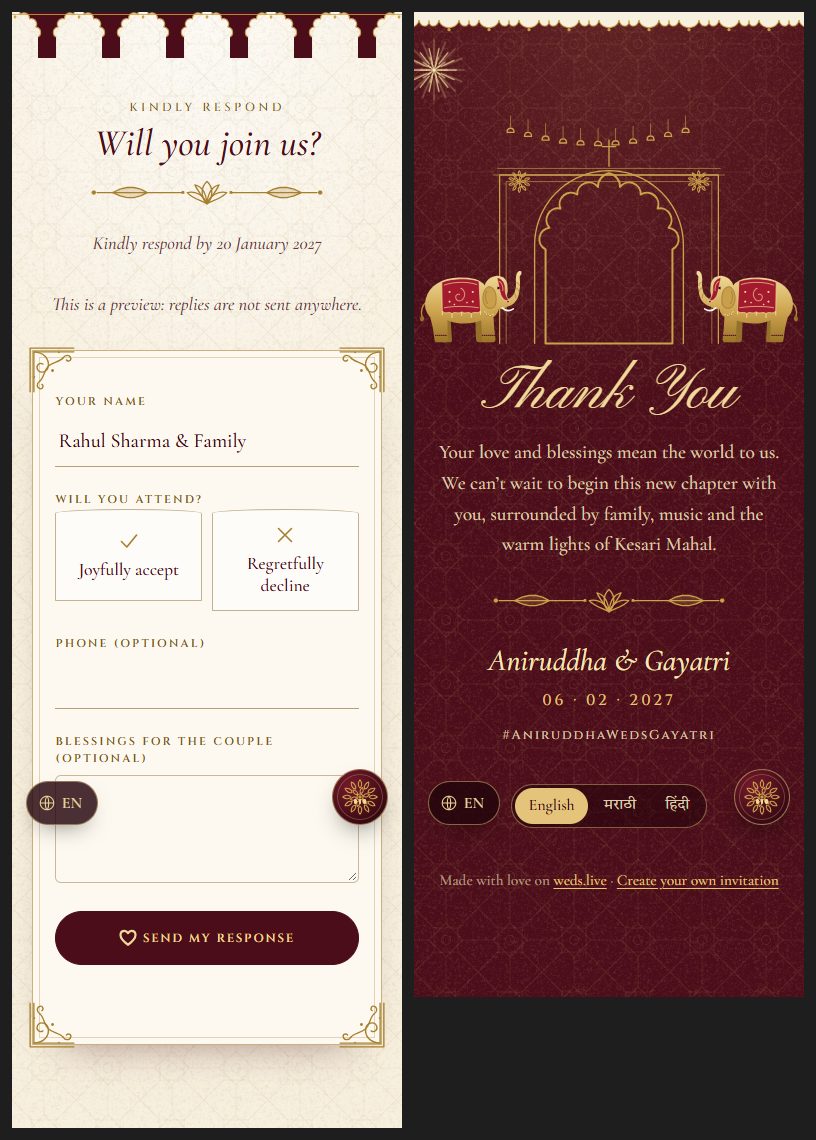 KINDLY RESPOND
Will you join us?
Kindly respond by 20 January 2027
This is a preview: replies are not sent anywhere.
YOUR NAME
Rahul Sharma & Family
WILL YOU ATTEND?
Joyfully accept
Regretfully
decline
PHONE (OPTIONAL)
BLESSINGS FOR THE COUPLE
(OPTIONAL)
EN
SEND MY RESPONSE
Thank You
Your love and blessings mean the world to us.
We can't wait to begin this new chapter with
you, surrounded by family, music and the
warm lights of Kesari Mahal.
Aniruddha & Gayatri
06 · 02 · 2027
#AniruddhaWedsGayatri
EN
English मराठी हिंदी
Made with love on weds.live · Create your own invitation